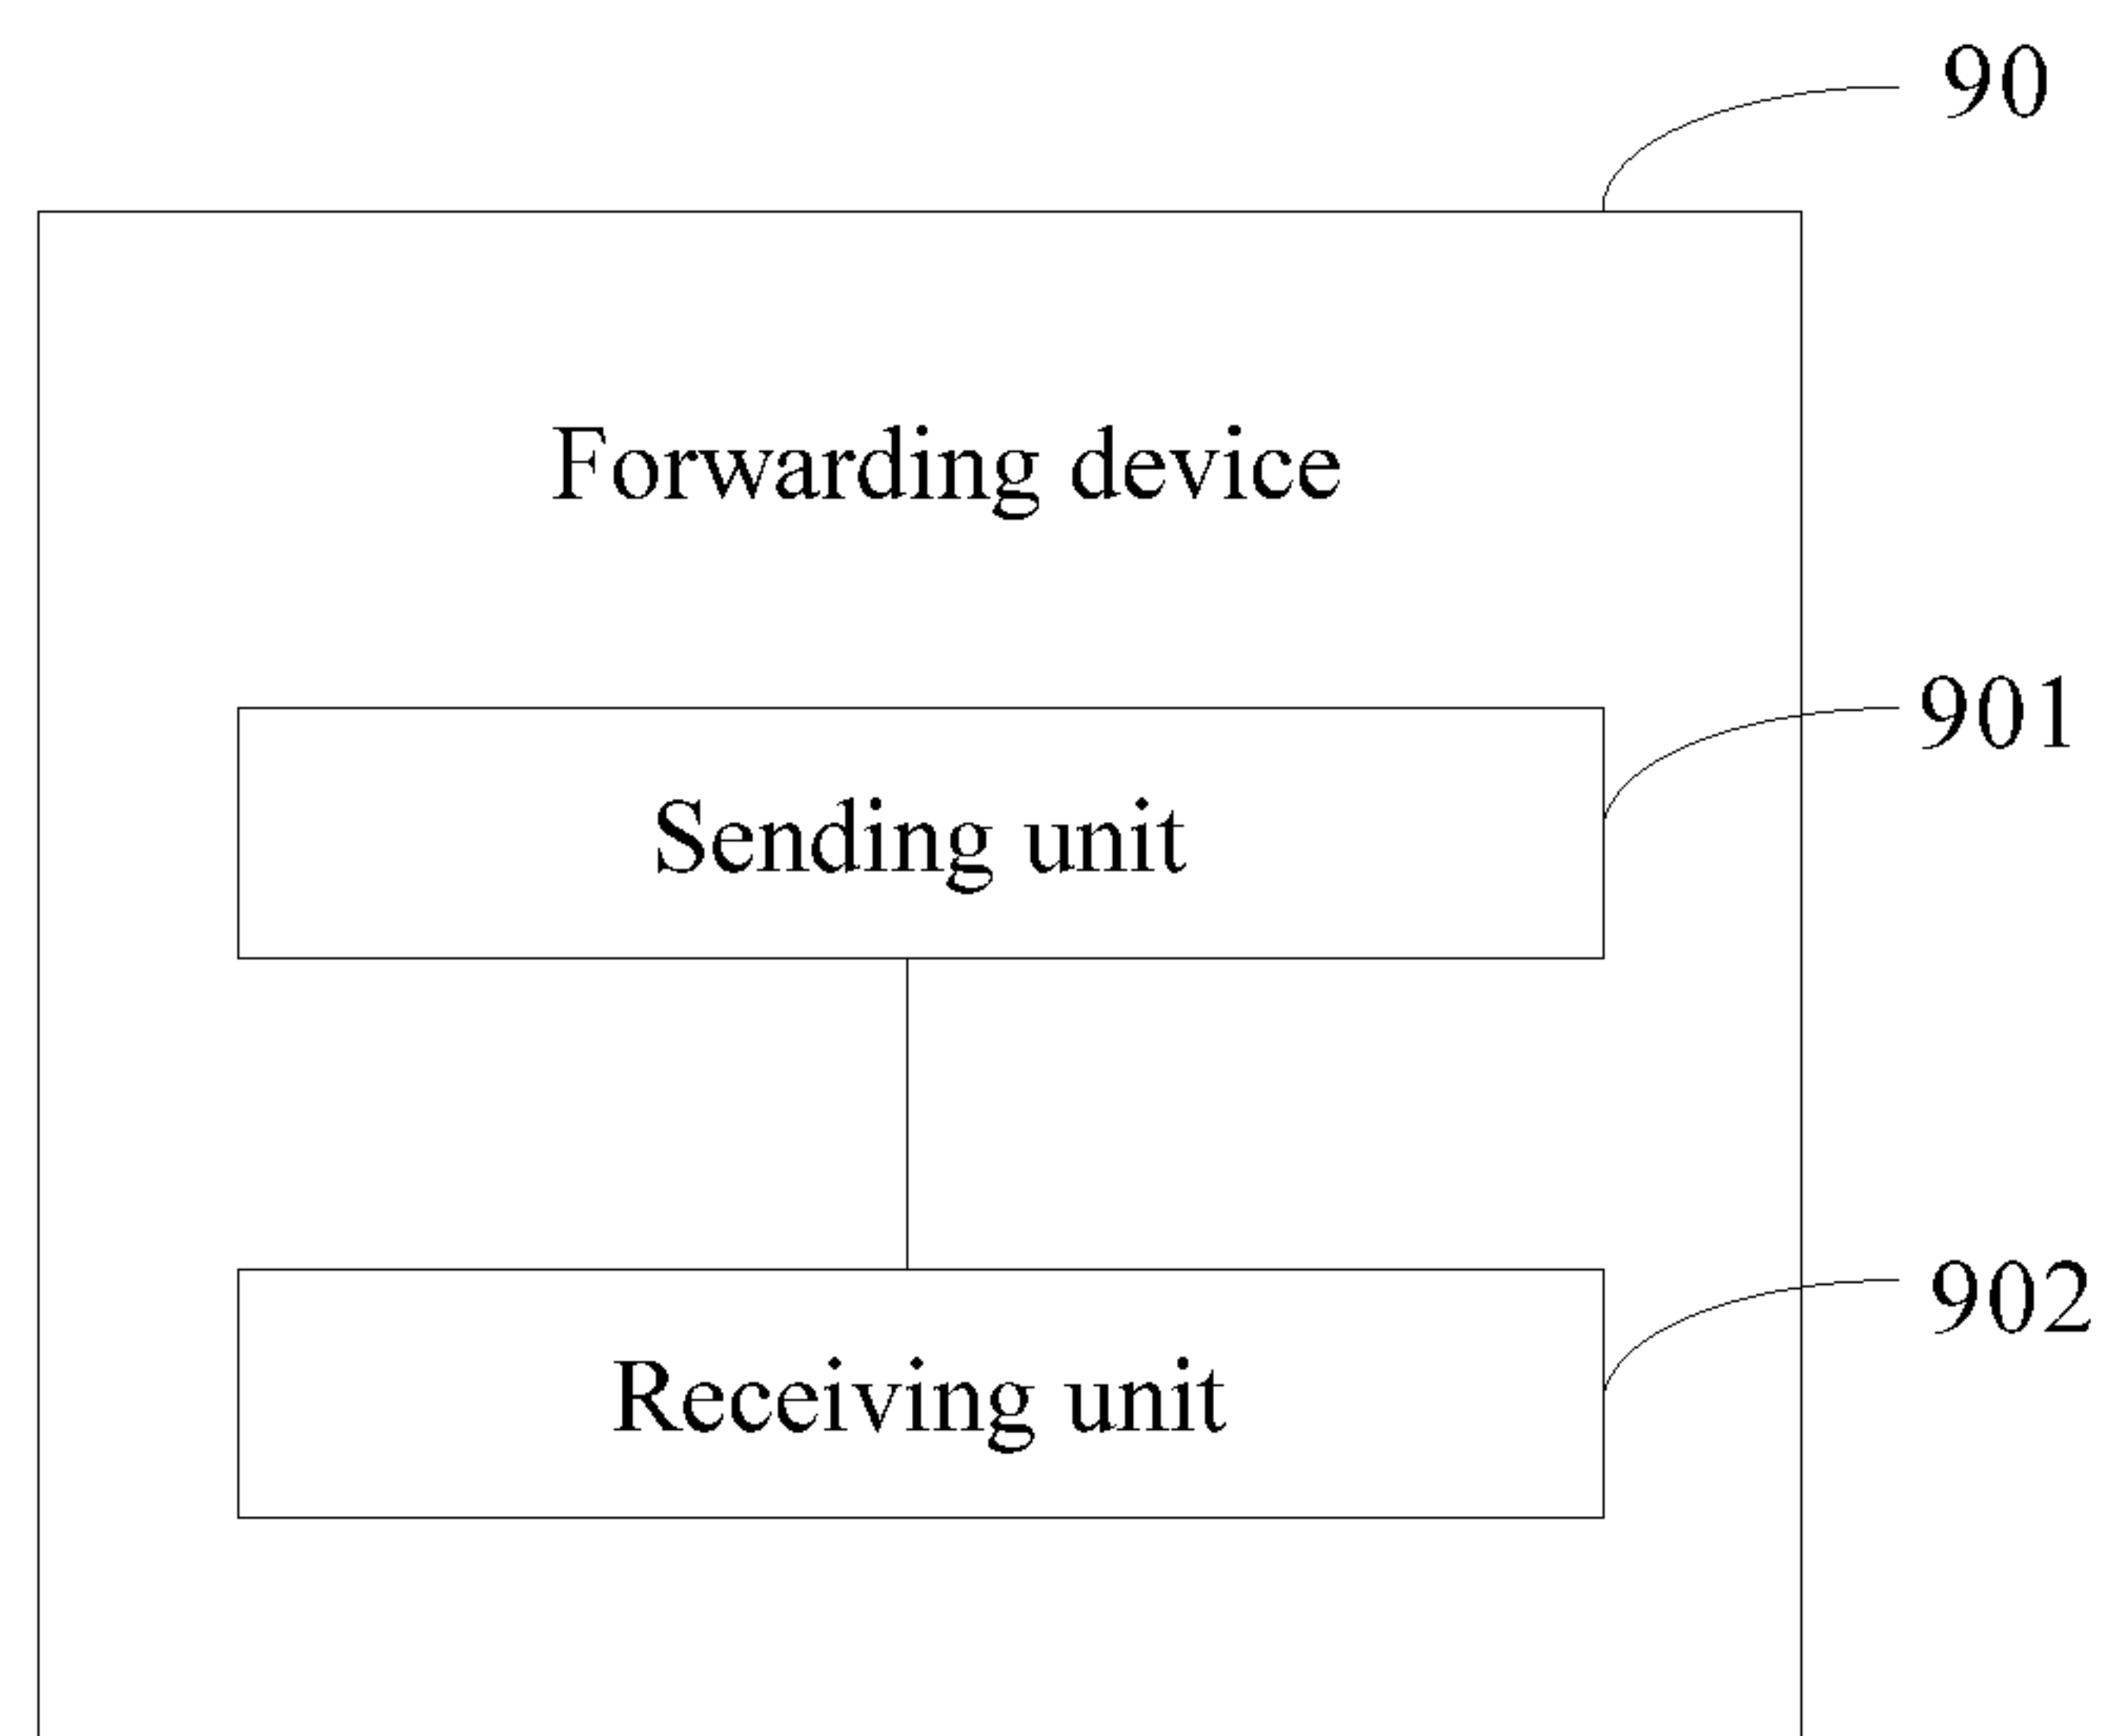 90
Forwarding device
901
Sending unit
902
Receiving unit